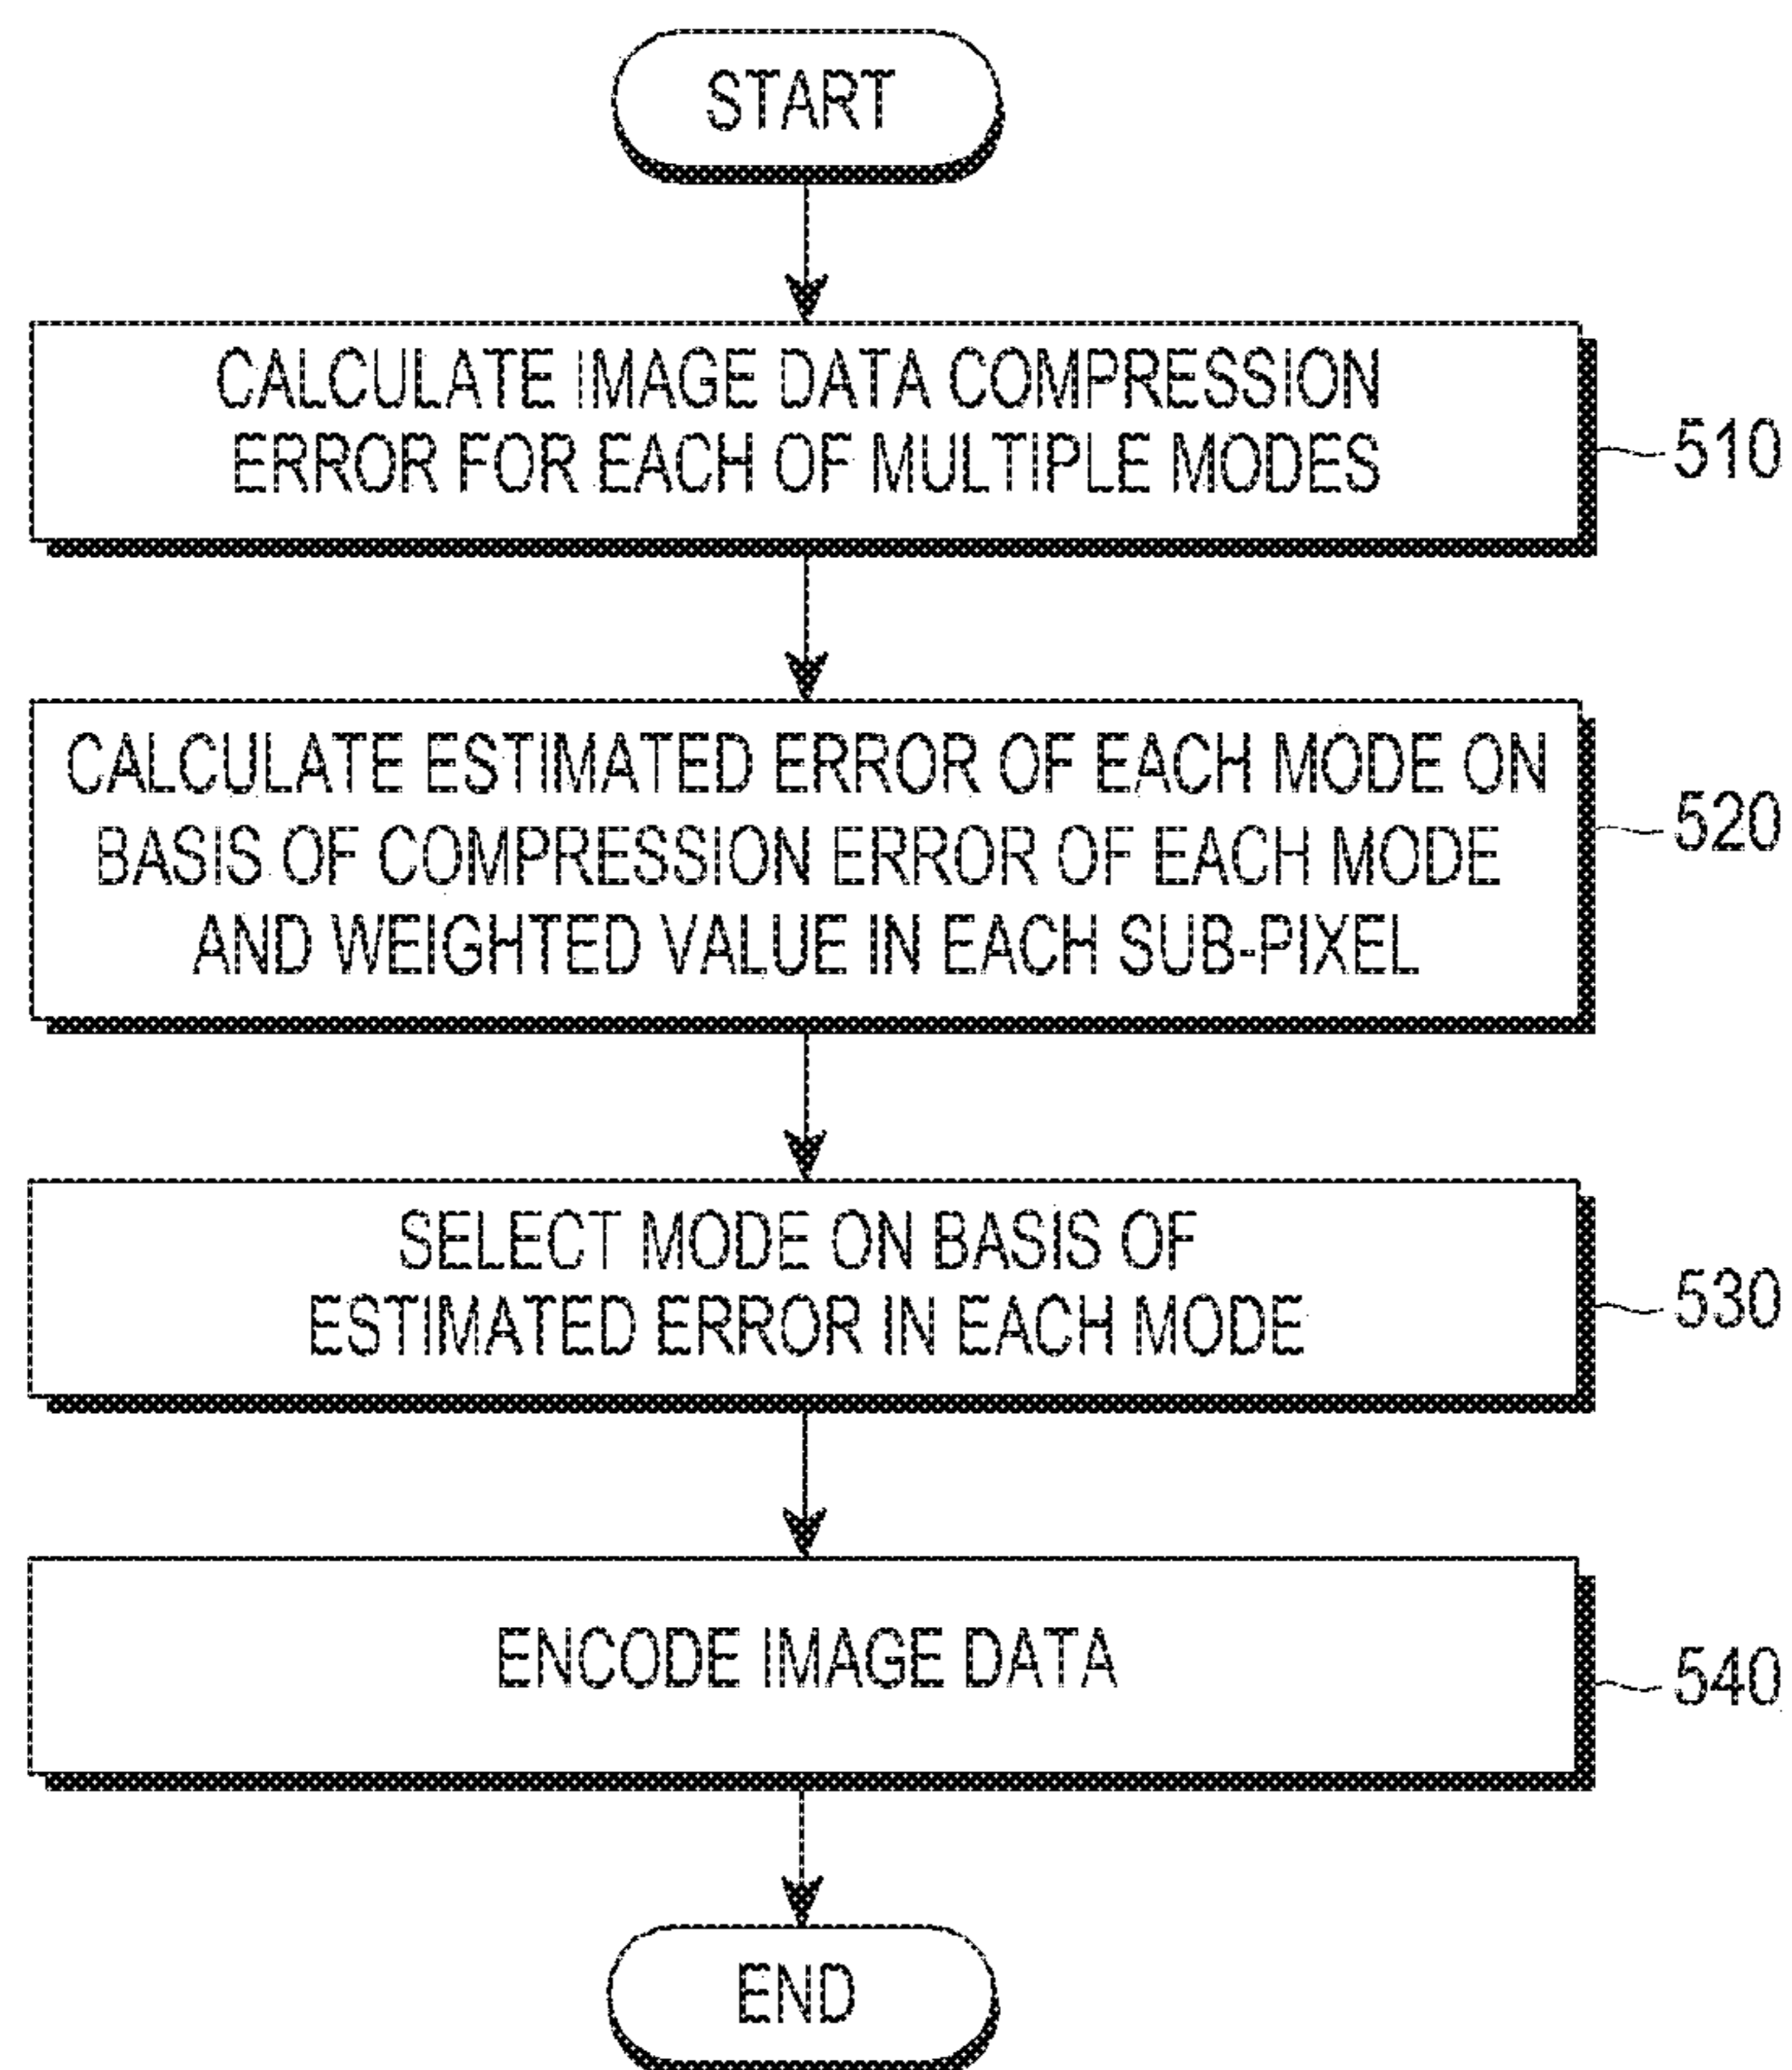 START
CALCULATE IMAGE DATA COMPRESSION
ERROR FOR EACH OF MULTIPLE MODES
510
CALCULATE ESTIMATED ERROR OF EACH MODE ON
BASIS OF COMPRESSION ERROR OF EACH MODE
AND WEIGHTED VALUE IN EACH SUB-PIXEL
520
SELECT MODE ON BASIS OF
ESTIMATED ERROR IN EACH MODE
530
ENCODE IMAGE DATA
540
END